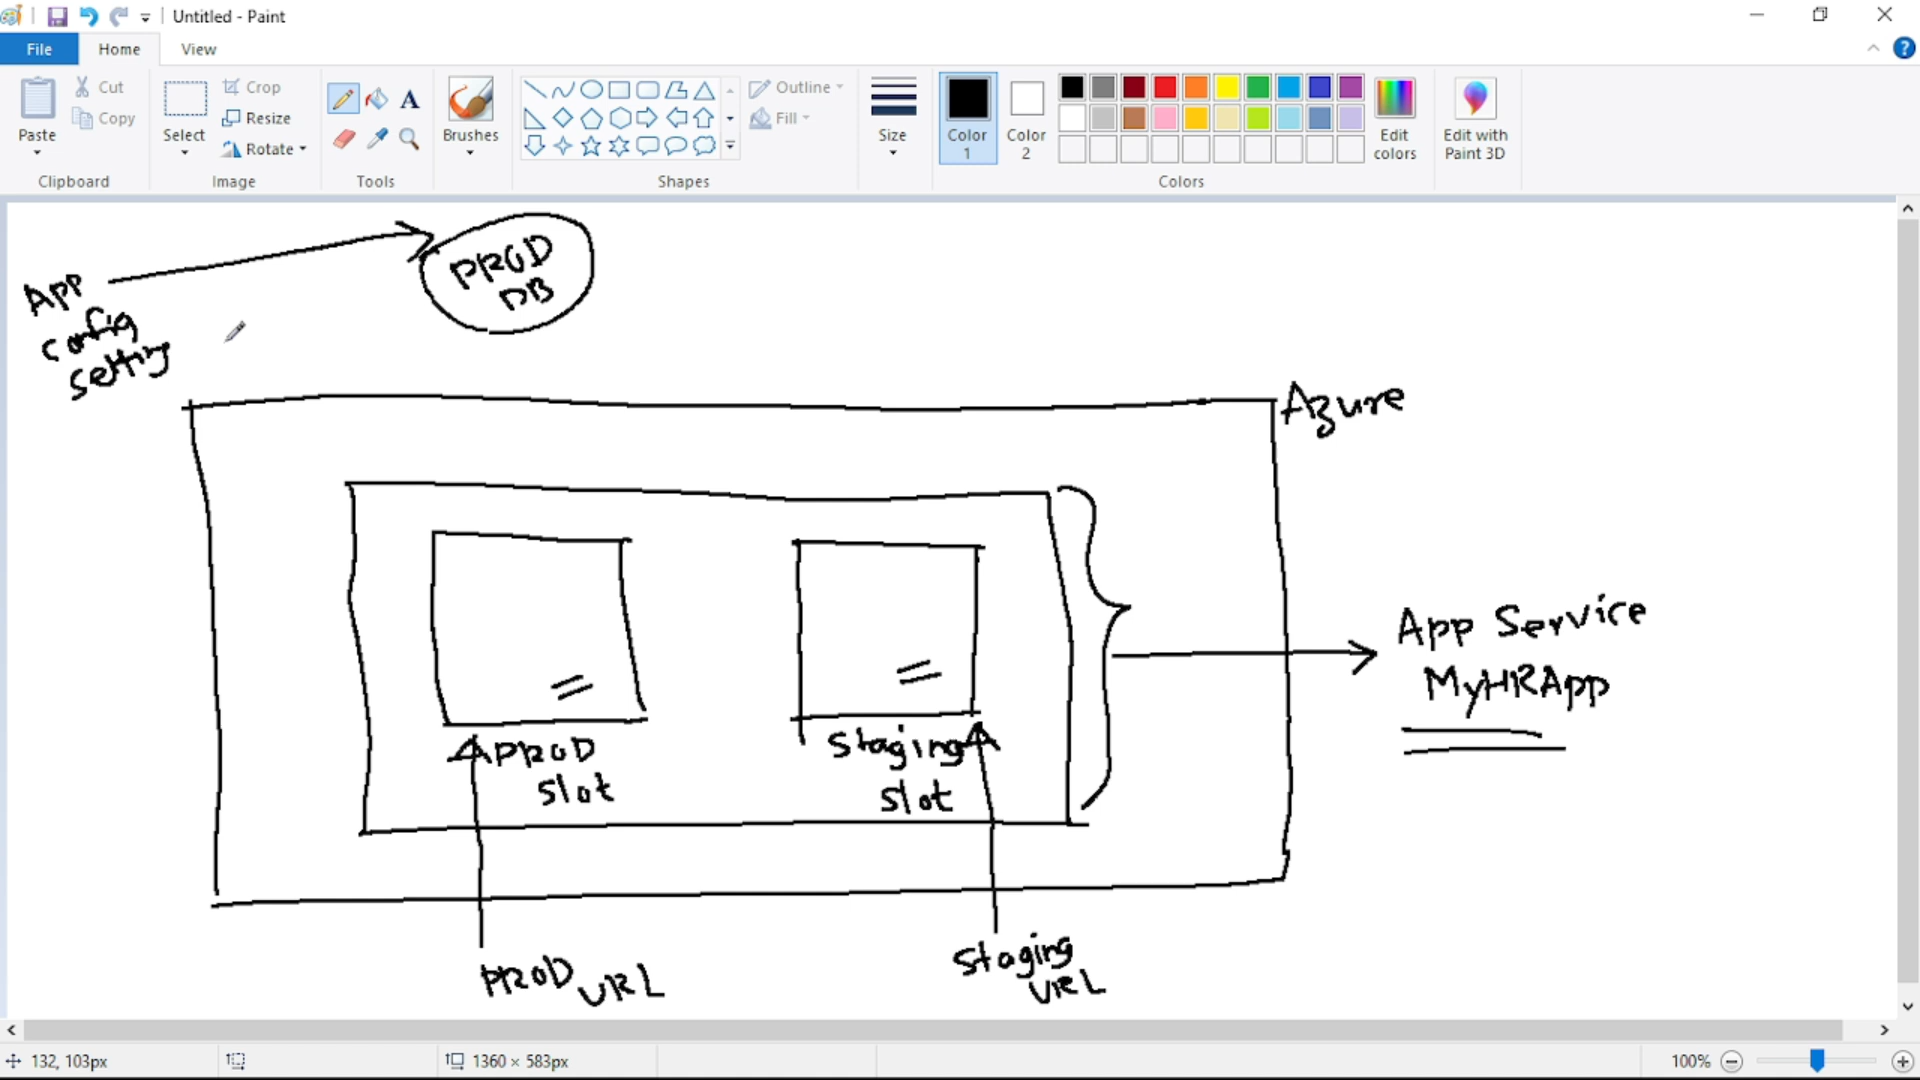 Untitled - Paint
File
Home
View
Paste
Cut
Copy
Clipboard
Select
Crop
Resize
Rotate
Image
A
Tools
Brushes
Shapes
Outline
Fill
Size
Color
1
Color
2
Colors
Edit
colors
Edit with
Paint 3D
?
App
config
setting
PROD
DB
Azure
PROD
slot
Staging
slot
App Service
MyHRApp
PROD URL
Staging
URL
132, 103px
1360 × 583px
100%